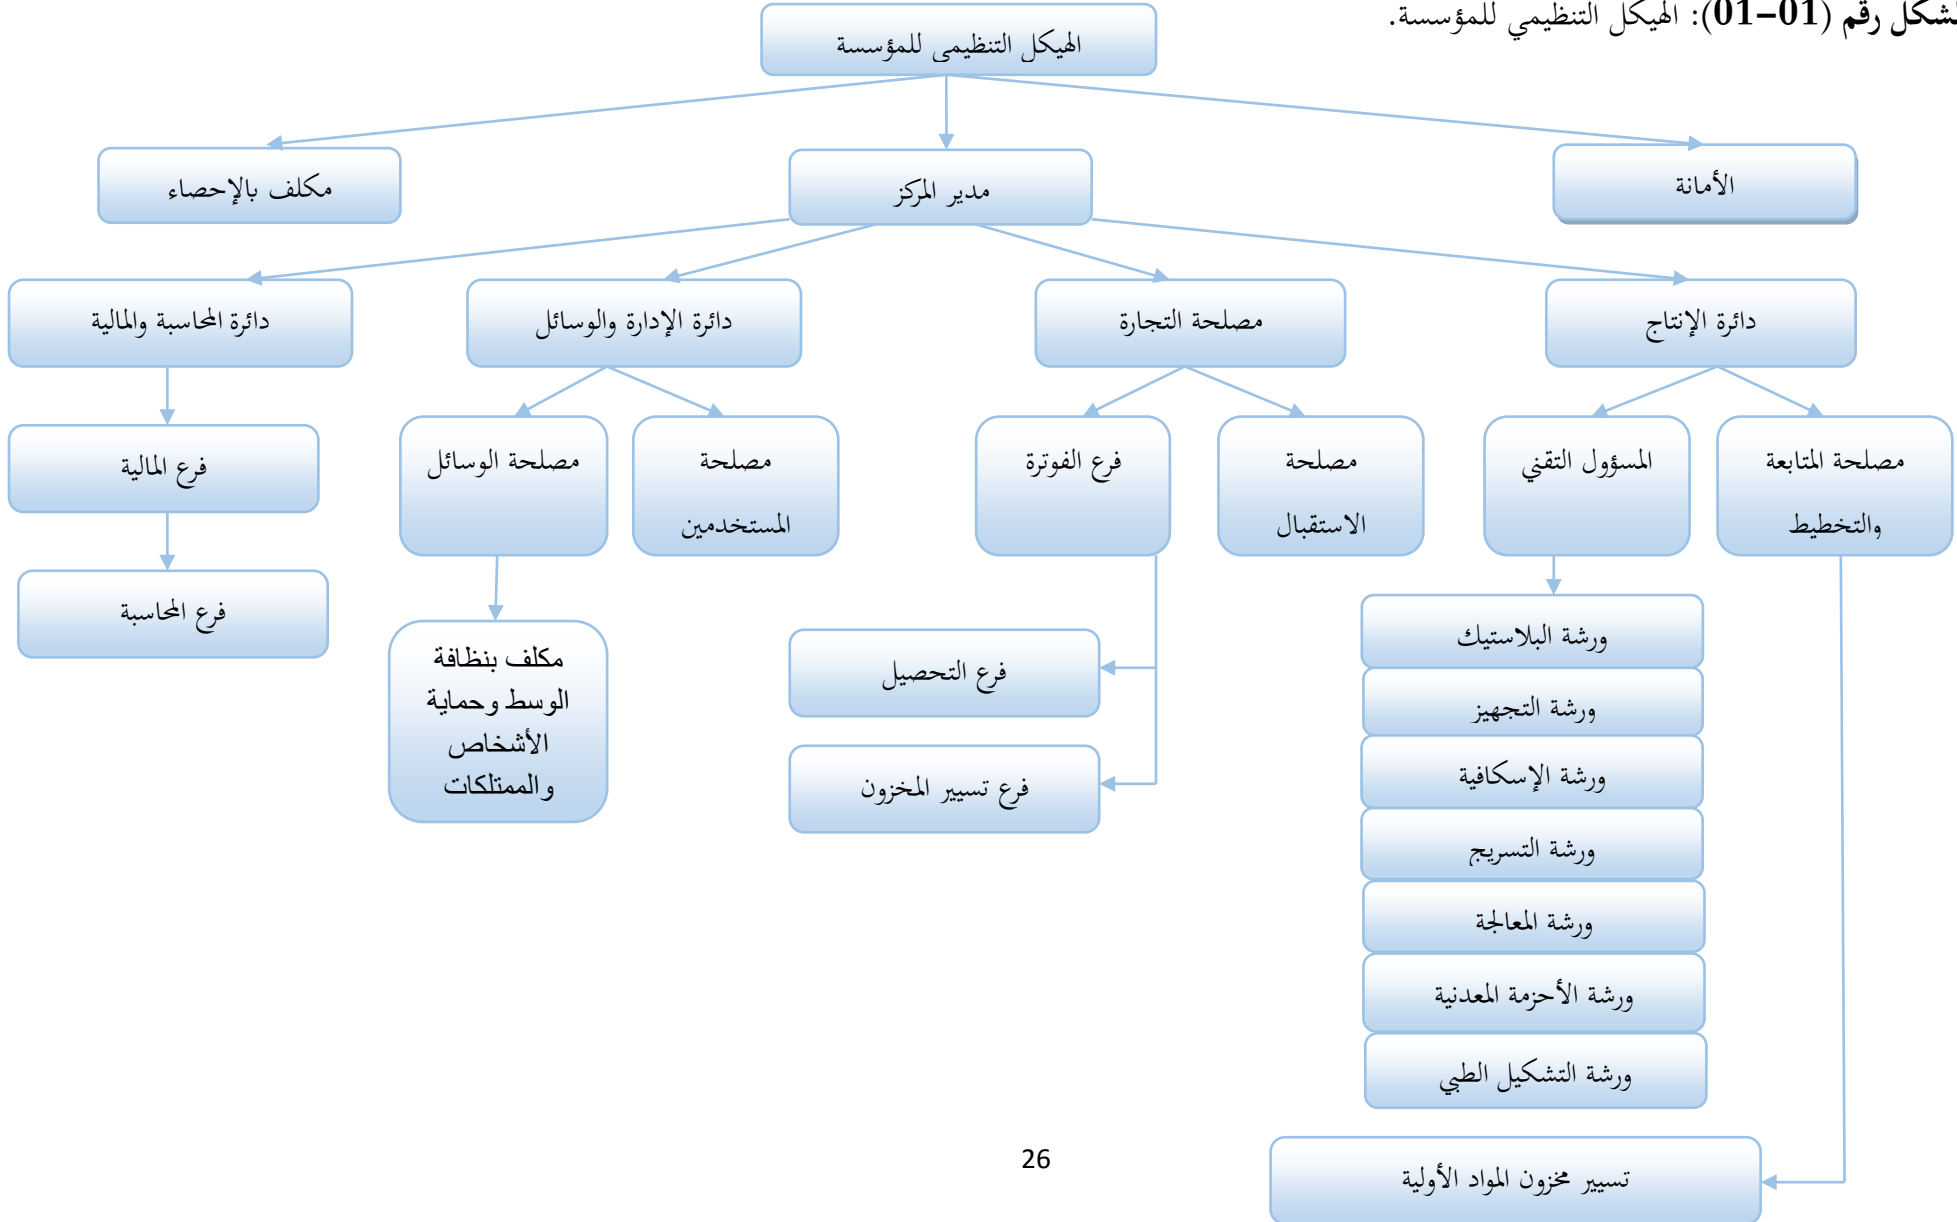 لشكل رقم (01-01): الهيكل التنظيمي للمؤسسة.
الهيكل التنظيمي للمؤسسة
الأمانة
مدير المركز
مكلف بالإحصاء
دائرة الإنتاج
مصلحة التجارة
دائرة الإدارة والوسائل
دائرة المحاسبة والمالية
مصلحة المتابعة
والتخطيط
المسؤول التقني
مصلحة
الاستقبال
فرع الفوترة
مصلحة
المستخدمين
مصلحة الوسائل
فرع المالية
فرع المحاسبة
ورشة البلاستيك
ورشة التجهيز
ورشة الإسكافية
ورشة التسريج
ورشة المعالجة
ورشة الأحزمة المعدنية
ورشة التشكيل الطبي
فرع التحصيل
فرع تسيير المخزون
مكلف بنظافة
الوسط وحماية
الأشخاص
والممتلكات
تسيير مخزون المواد الأولية
26